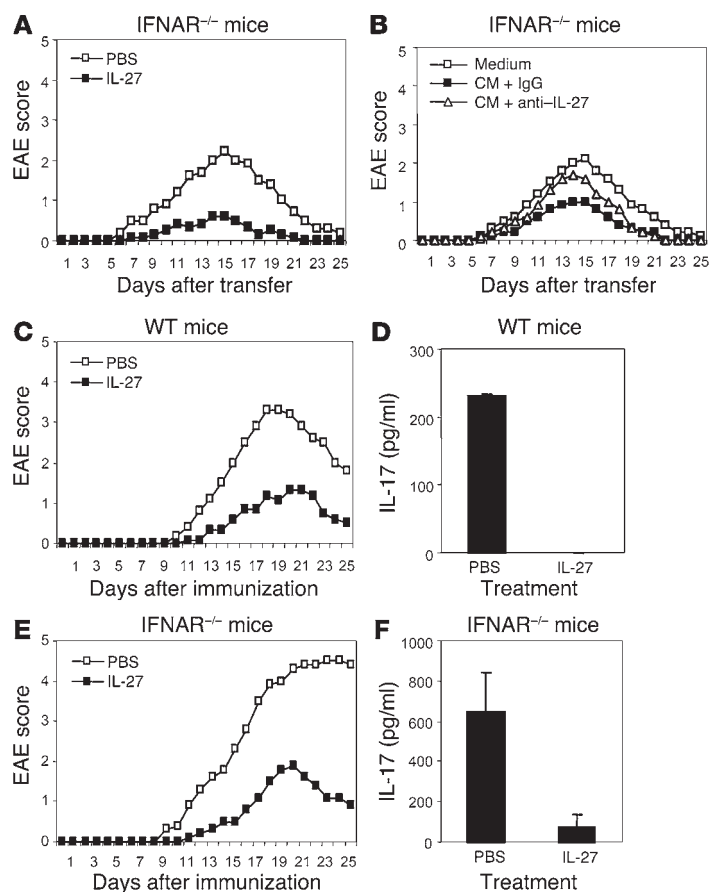 A
IFNAR⁻/⁻ mice
5
4
3
2
1
0
EAE score
PBS
IL-27
1 3 5 7 9 11 13 15 17 19 21 23 25
Days after transfer
B
IFNAR⁻/⁻ mice
5
4
3
2
1
0
EAE score
Medium
CM + IgG
CM + anti–IL-27
1 3 5 7 9 11 13 15 17 19 21 23 25
Days after transfer
C
WT mice
5
4
3
2
1
0
EAE score
PBS
IL-27
1 3 5 7 9 11 13 15 17 19 21 23 25
Days after immunization
D
WT mice
300
200
100
0
IL-17 (pg/ml)
PBS IL-27
Treatment
E
IFNAR⁻/⁻ mice
5
4
3
2
1
0
EAE score
PBS
IL-27
1 3 5 7 9 11 13 15 17 19 21 23 25
Days after immunization
F
IFNAR⁻/⁻ mice
1000
800
600
400
200
0
IL-17 (pg/ml)
PBS IL-27
Treatment